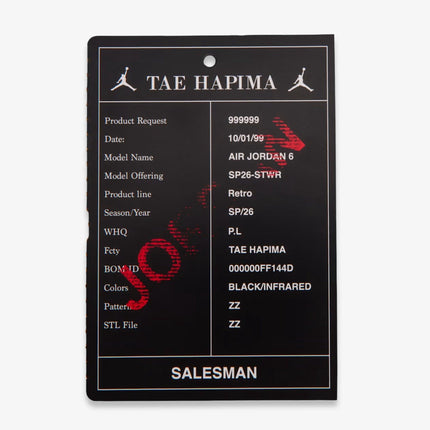 TAE HAPIMA
Product Request 999999
Date: 10/01/99
Model Name AIR JORDAN 6
Model Offering SP26-STWR
Product line Retro
Season/Year SP/26
WHQ P.L
Fcty TAE HAPIMA
BOM ID 000000FF144D
Colors BLACK/INFRARED
Pattern ZZ
STL File ZZ
SALESMAN